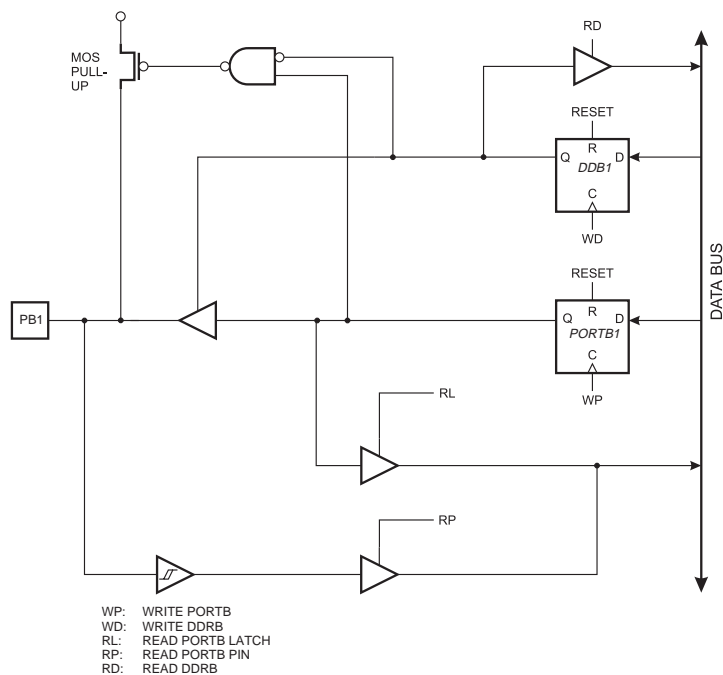 RD
MOS
PULL-
UP
RESET
R
Q
D
DDB1
C
WD
RESET
R
PB1
Q
D
PORTB1
C
WP
DATA BUS
RL
RP
WP: WRITE PORTB
WD: WRITE DDRB
RL: READ PORTB LATCH
RP: READ PORTB PIN
RD: READ DDRB